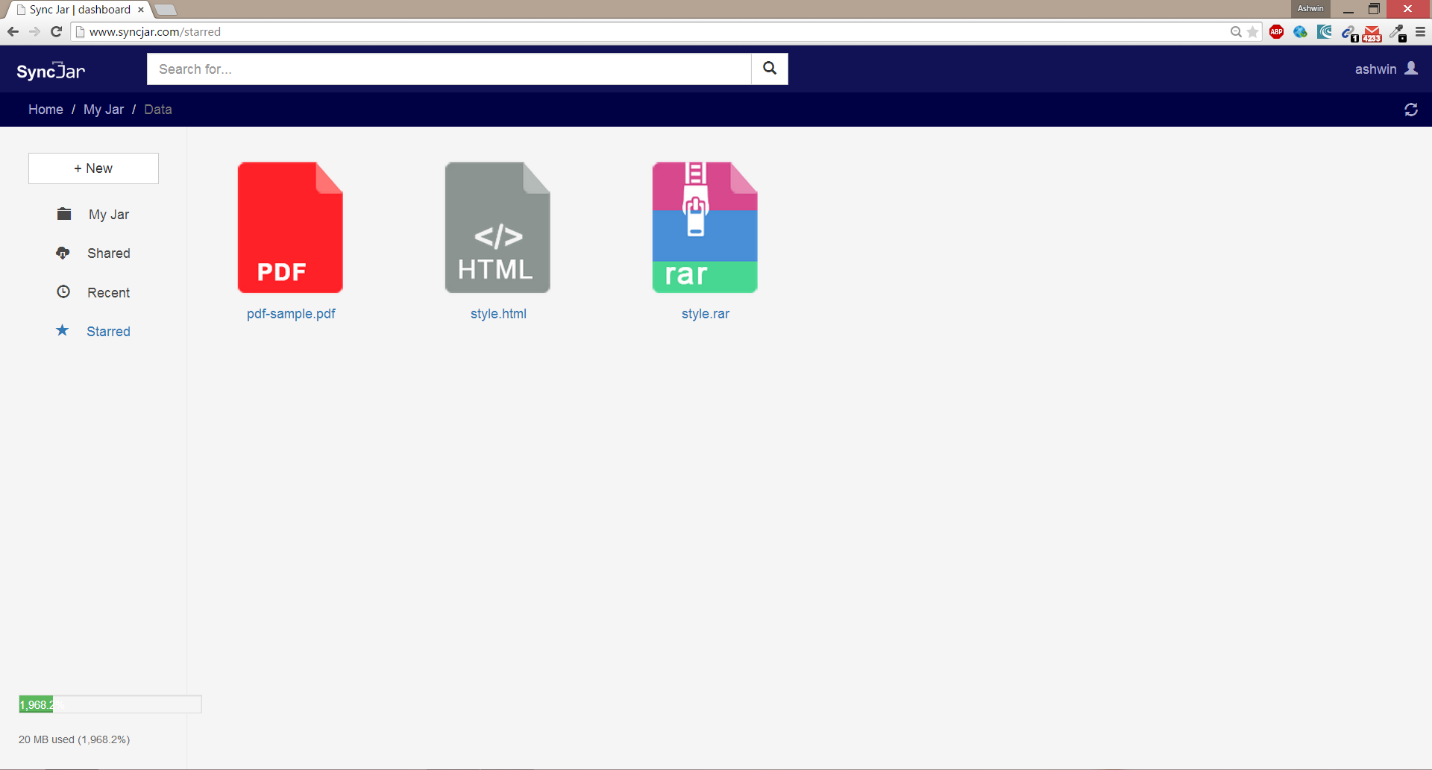 Sync Jar | dashboard
Ashwin
www.syncjar.com/starred
ABP
1
4233
SyncJar
Search for...
ashwin
Home / My Jar / Data
+ New
My Jar
Shared
Recent
Starred
PDF
</>
HTML
rar
pdf-sample.pdf
style.html
style.rar
1,968.2%
20 MB used (1,968.2%)